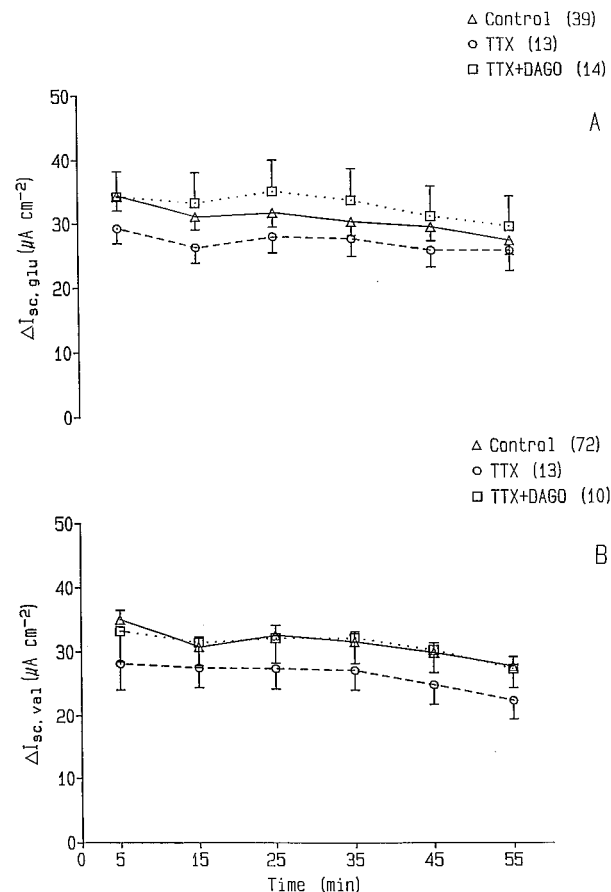 △ Control (39)
○ TTX (13)
□ TTX+DAGO (14)
A
50
40
30
20
10
0
ΔIsc, glu (μA cm⁻²)
△ Control (72)
○ TTX (13)
□ TTX+DAGO (10)
B
50
40
30
20
10
0
ΔIsc, val (μA cm⁻²)
0 5 15 25 35 45 55
Time (min)